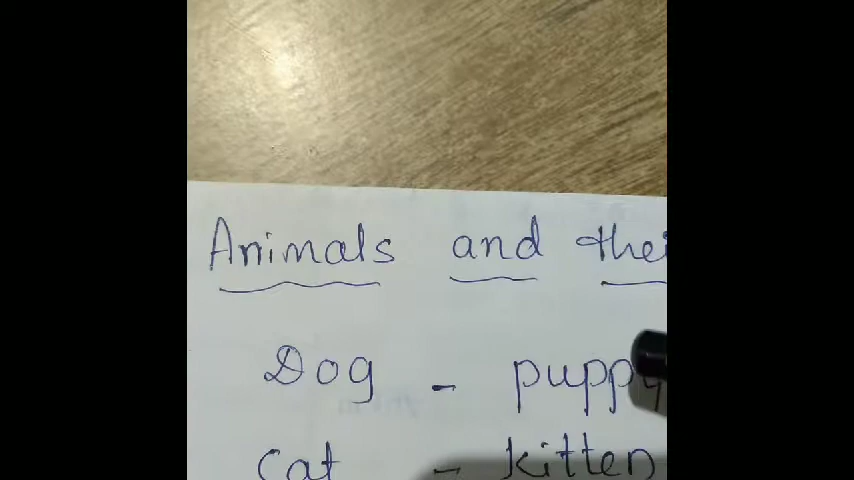 Animals and thei
Dog - puppy
Cat - kitten